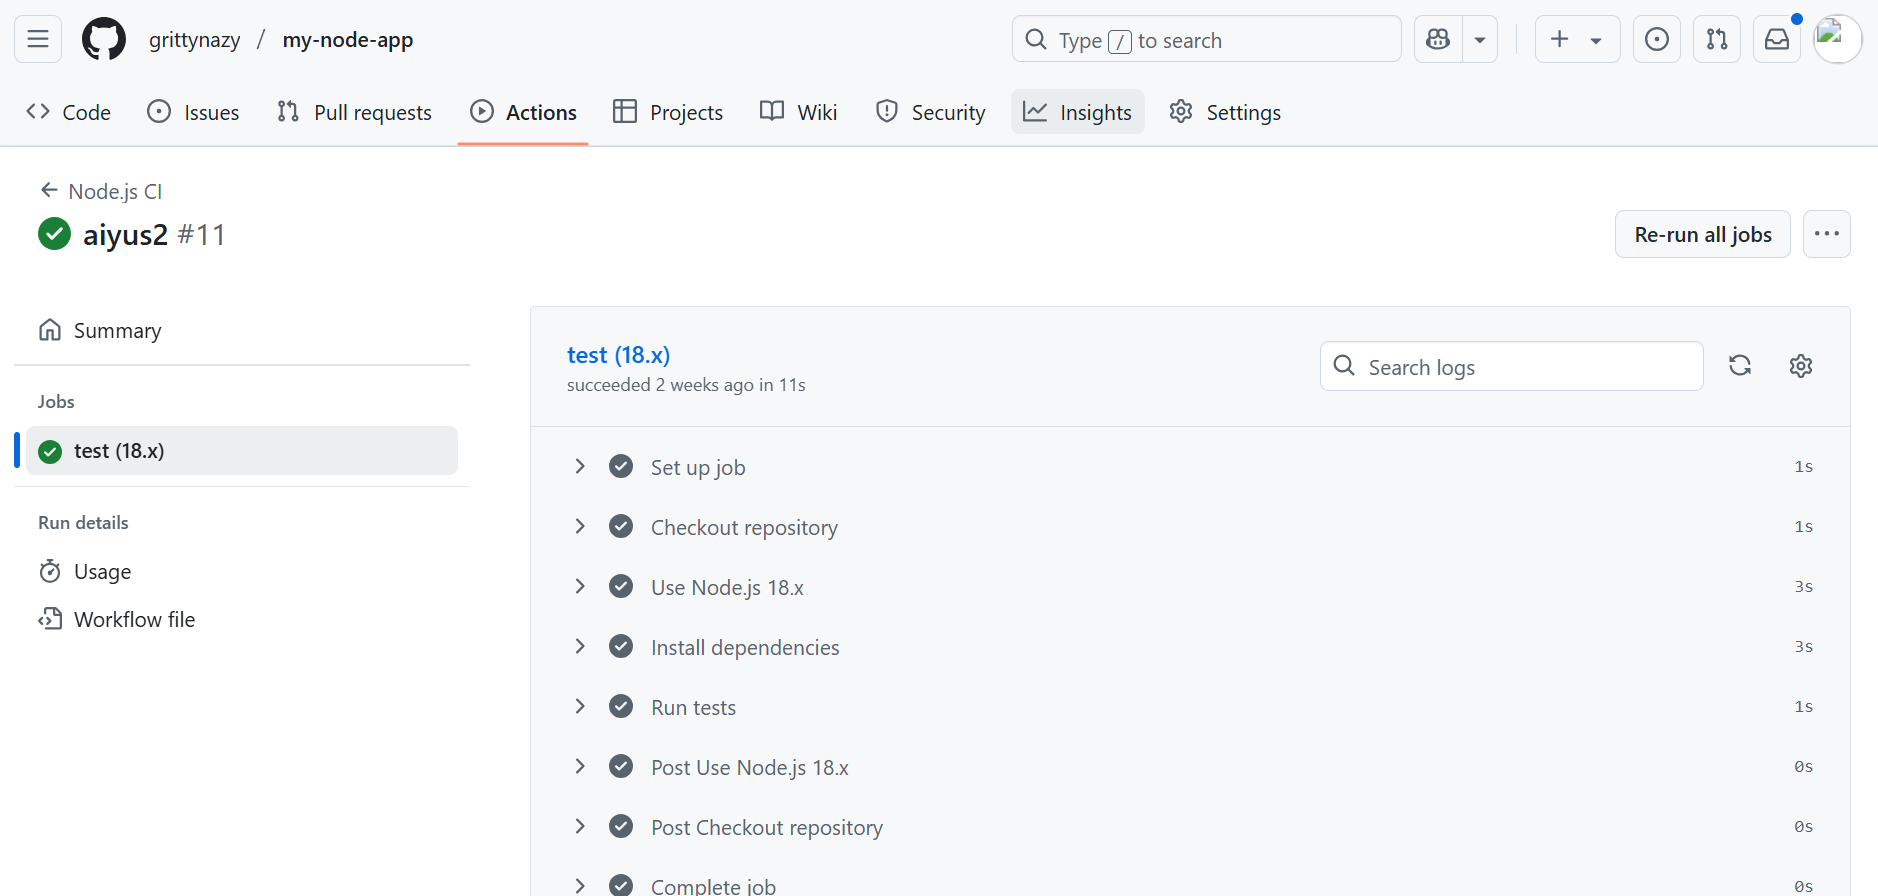 grittynazy / my-node-app
Type / to search
Code Issues Pull requests Actions Projects Wiki Security Insights Settings
Node.js CI
aiyus2 #11
Re-run all jobs
Summary
Jobs
test (18.x)
Run details
Usage
Workflow file
test (18.x)
succeeded 2 weeks ago in 11s
Search logs
Set up job 1s
Checkout repository 1s
Use Node.js 18.x 3s
Install dependencies 3s
Run tests 1s
Post Use Node.js 18.x 0s
Post Checkout repository 0s
Complete job 0s